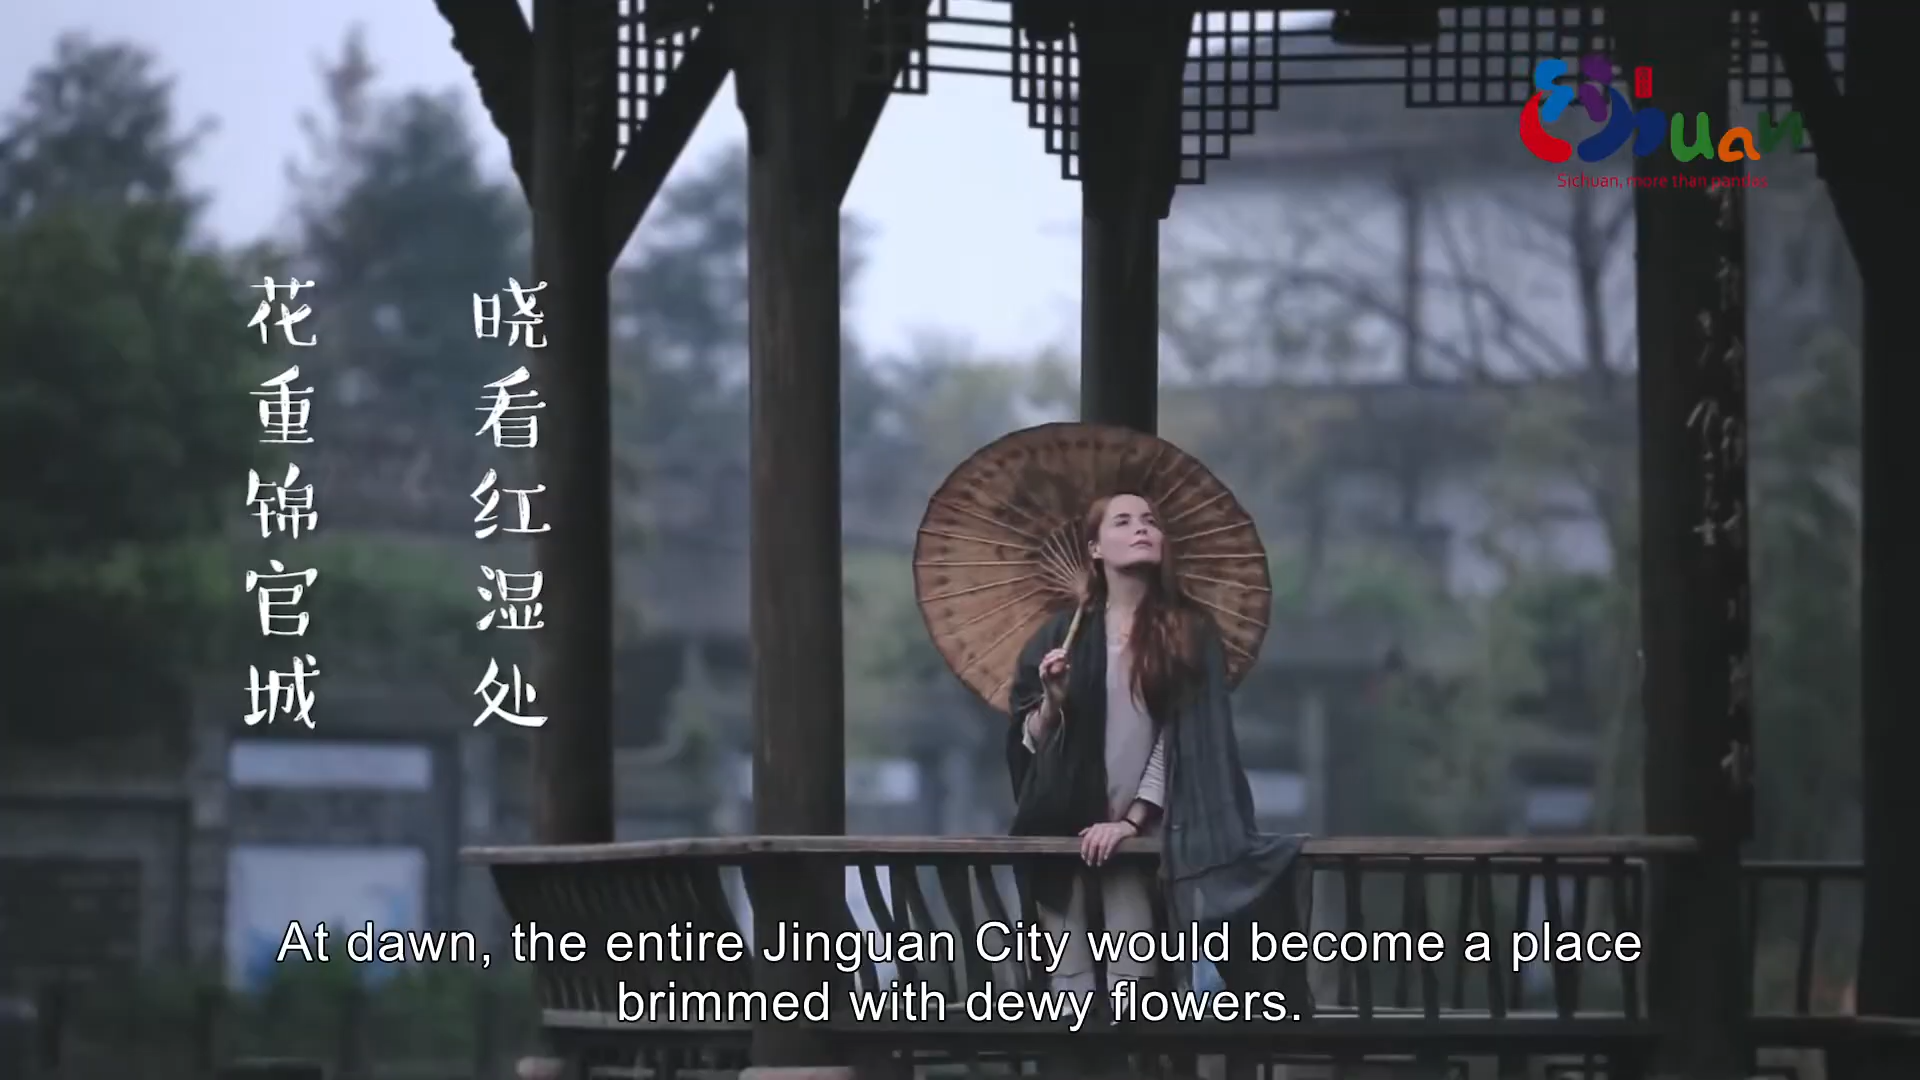 晓看红湿处
花重锦官城
Sichuan
Sichuan, more than pandas
At dawn, the entire Jinguan City would become a place
brimmed with dewy flowers.